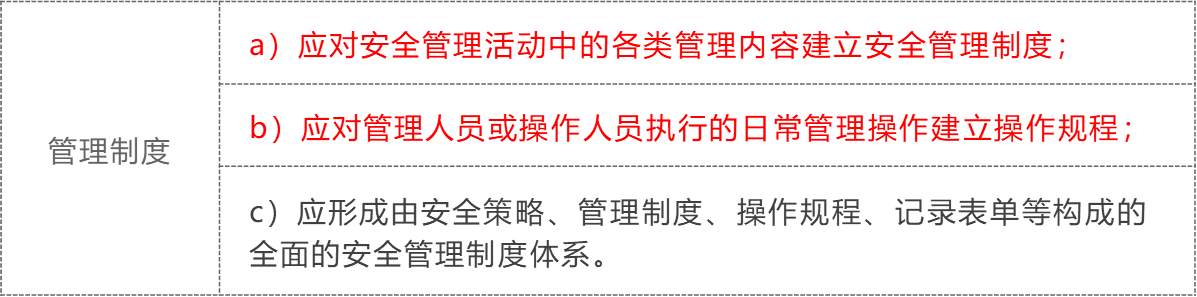 管理制度
a）应对安全管理活动中的各类管理内容建立安全管理制度；
b）应对管理人员或操作人员执行的日常管理操作建立操作规程；
c）应形成由安全策略、管理制度、操作规程、记录表单等构成的
全面的安全管理制度体系。